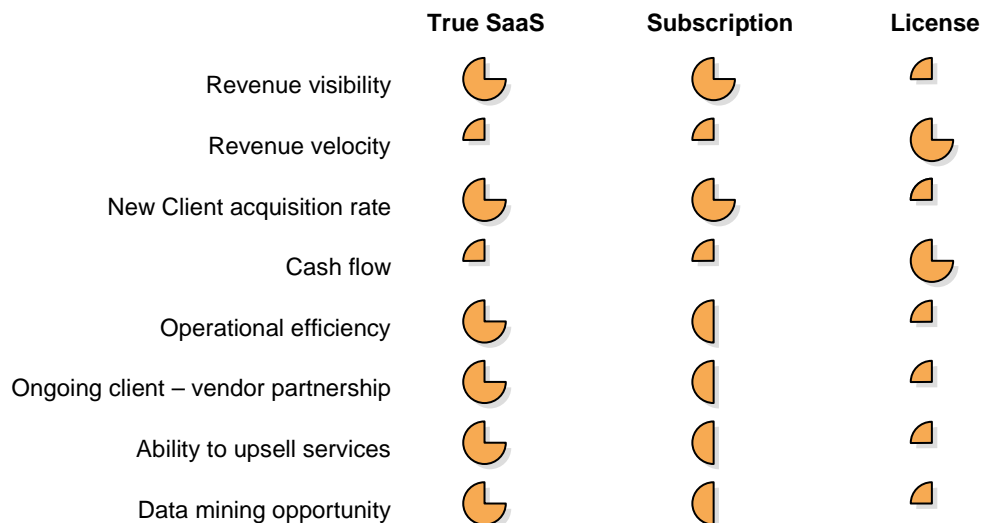 True SaaS Subscription License
Revenue visibility
Revenue velocity
New Client acquisition rate
Cash flow
Operational efficiency
Ongoing client – vendor partnership
Ability to upsell services
Data mining opportunity